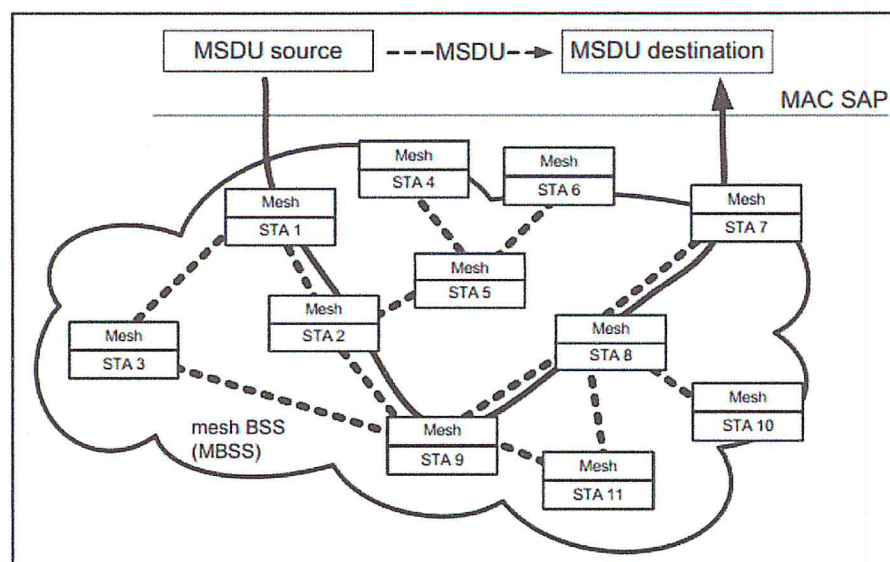 MSDU source
MSDU
MSDU destination
MAC SAP
Mesh
STA 4
Mesh
STA 6
Mesh
STA 1
Mesh
STA 7
Mesh
STA 5
Mesh
STA 2
Mesh
STA 3
Mesh
STA 8
Mesh
STA 10
mesh BSS
(MBSS)
Mesh
STA 9
Mesh
STA 11